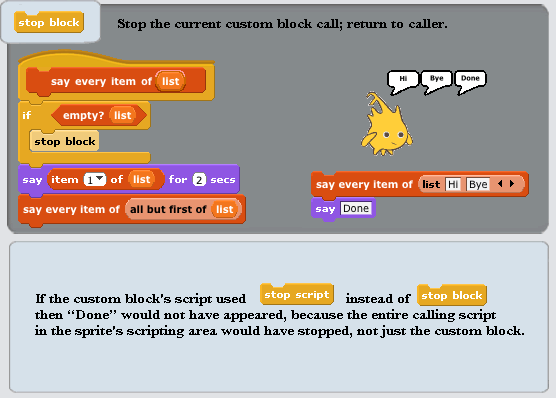 stop block
Stop the current custom block call; return to caller.
say every item of list
if empty? list
stop block
say item 1 of list for 2 secs
say every item of all but first of list
Hi Bye Done
say every item of list Hi Bye
say Done
If the custom block's script used stop script instead of stop block
then “Done” would not have appeared, because the entire calling script
in the sprite's scripting area would have stopped, not just the custom block.